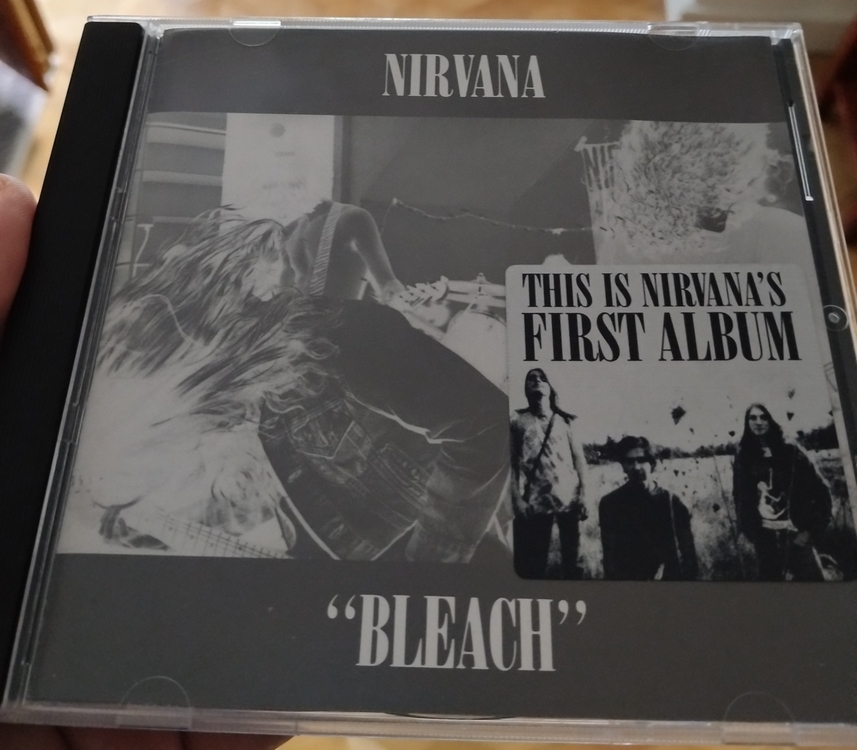 NIRVANA
THIS IS NIRVANA'S
FIRST ALBUM
“BLEACH”